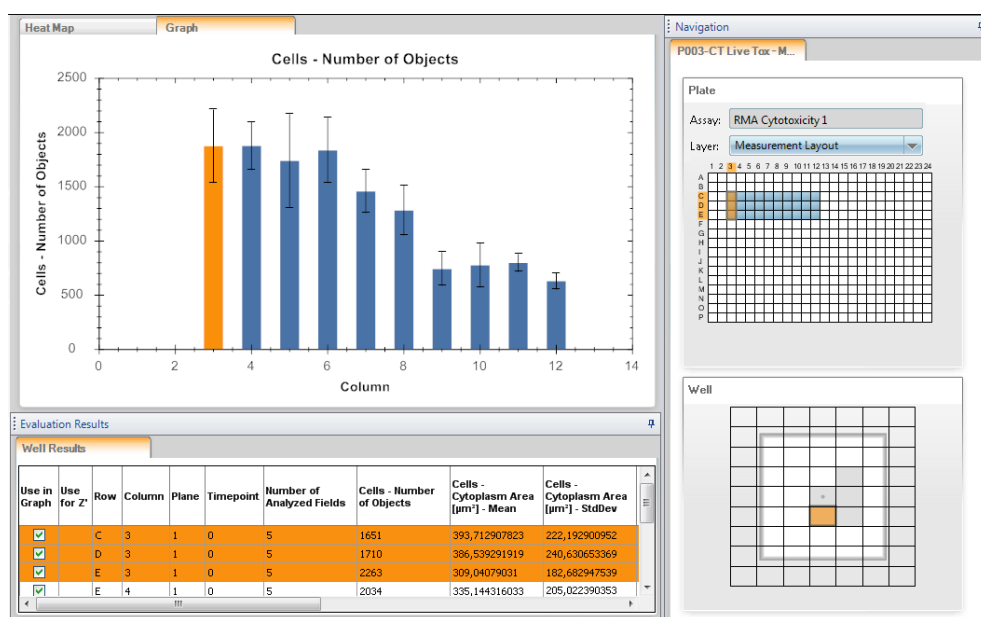 Heat Map Graph
Cells - Number of Objects
Cells - Number of Objects
2500
2000
1500
1000
500
0
0 2 4 6 8 10 12 14
Column
Evaluation Results
Well Results
Use in Graph Use for Z' Row Column Plane Timepoint Number of Analyzed Fields Cells - Number of Objects Cells - Cytoplasm Area [µm²] - Mean Cells - Cytoplasm Area [µm²] - StdDev
C 3 1 0 5 1651 393,712907823 222,192900952
D 3 1 0 5 1710 386,539291919 240,630653369
E 3 1 0 5 2263 309,04079031 182,682947539
E 4 1 0 5 2034 335,144316033 205,022390353
Navigation
P003-CT Live Tox - M...
Plate
Assay: RMA Cytotoxicity 1
Layer: Measurement Layout
1 2 3 4 5 6 7 8 9 10 11 12 13 14 15 16 17 18 19 20 21 22 23 24
A
B
C
D
E
F
G
H
I
J
K
L
M
N
O
P
Well